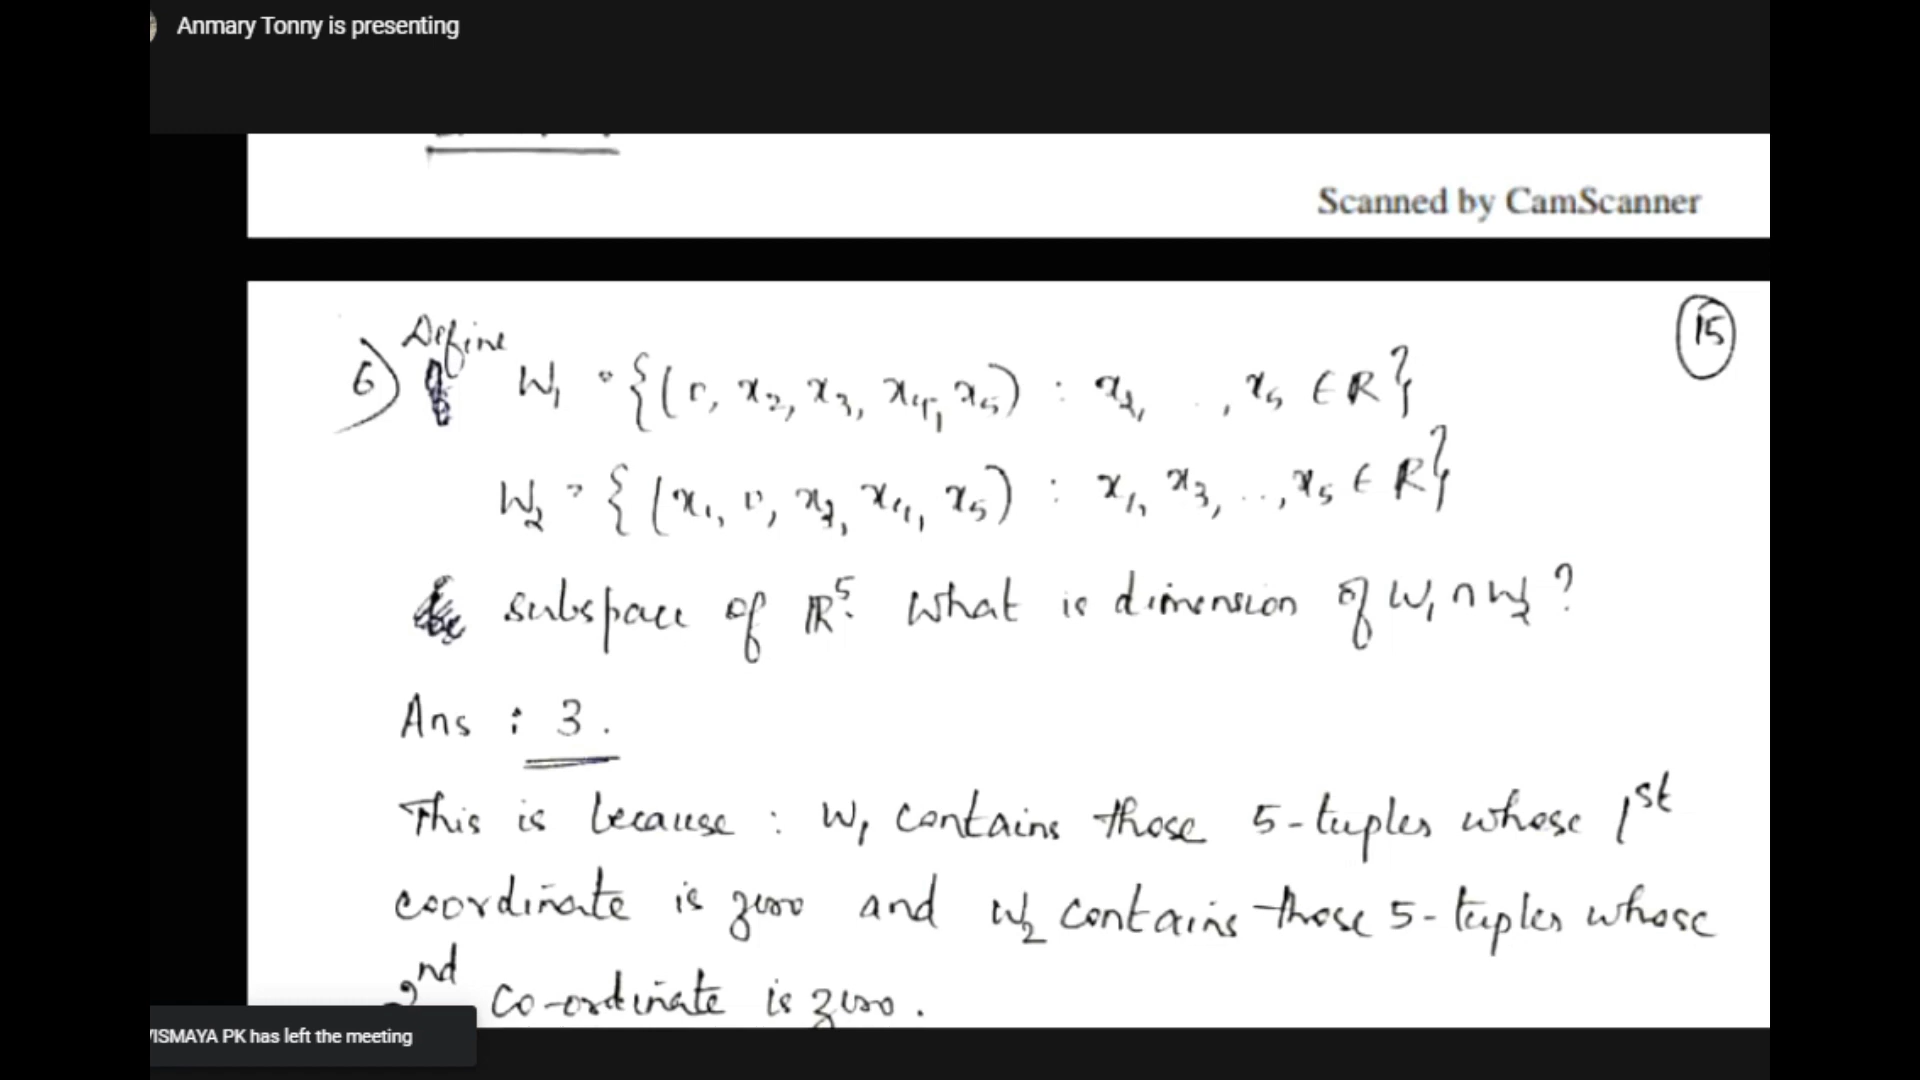 Anmary Tonny is presenting
Scanned by CamScanner
15
Define
6) W₁ = {(0, x₂, x₃, x₄, x₅) : x₂, .., x₅ ∈ R}
W₂ = {(x₁, 0, x₃, x₄, x₅) : x₁, x₃, .., x₅ ∈ R}
subspace of ℝ⁵. What is dimension of W₁ ∩ W₂ ?
Ans : 3.
This is because : W₁ contains those 5-tuples whose 1st
coordinate is zero and W₂ contains those 5-tuples whose
2nd co-ordinate is zero.
VISMAYA PK has left the meeting